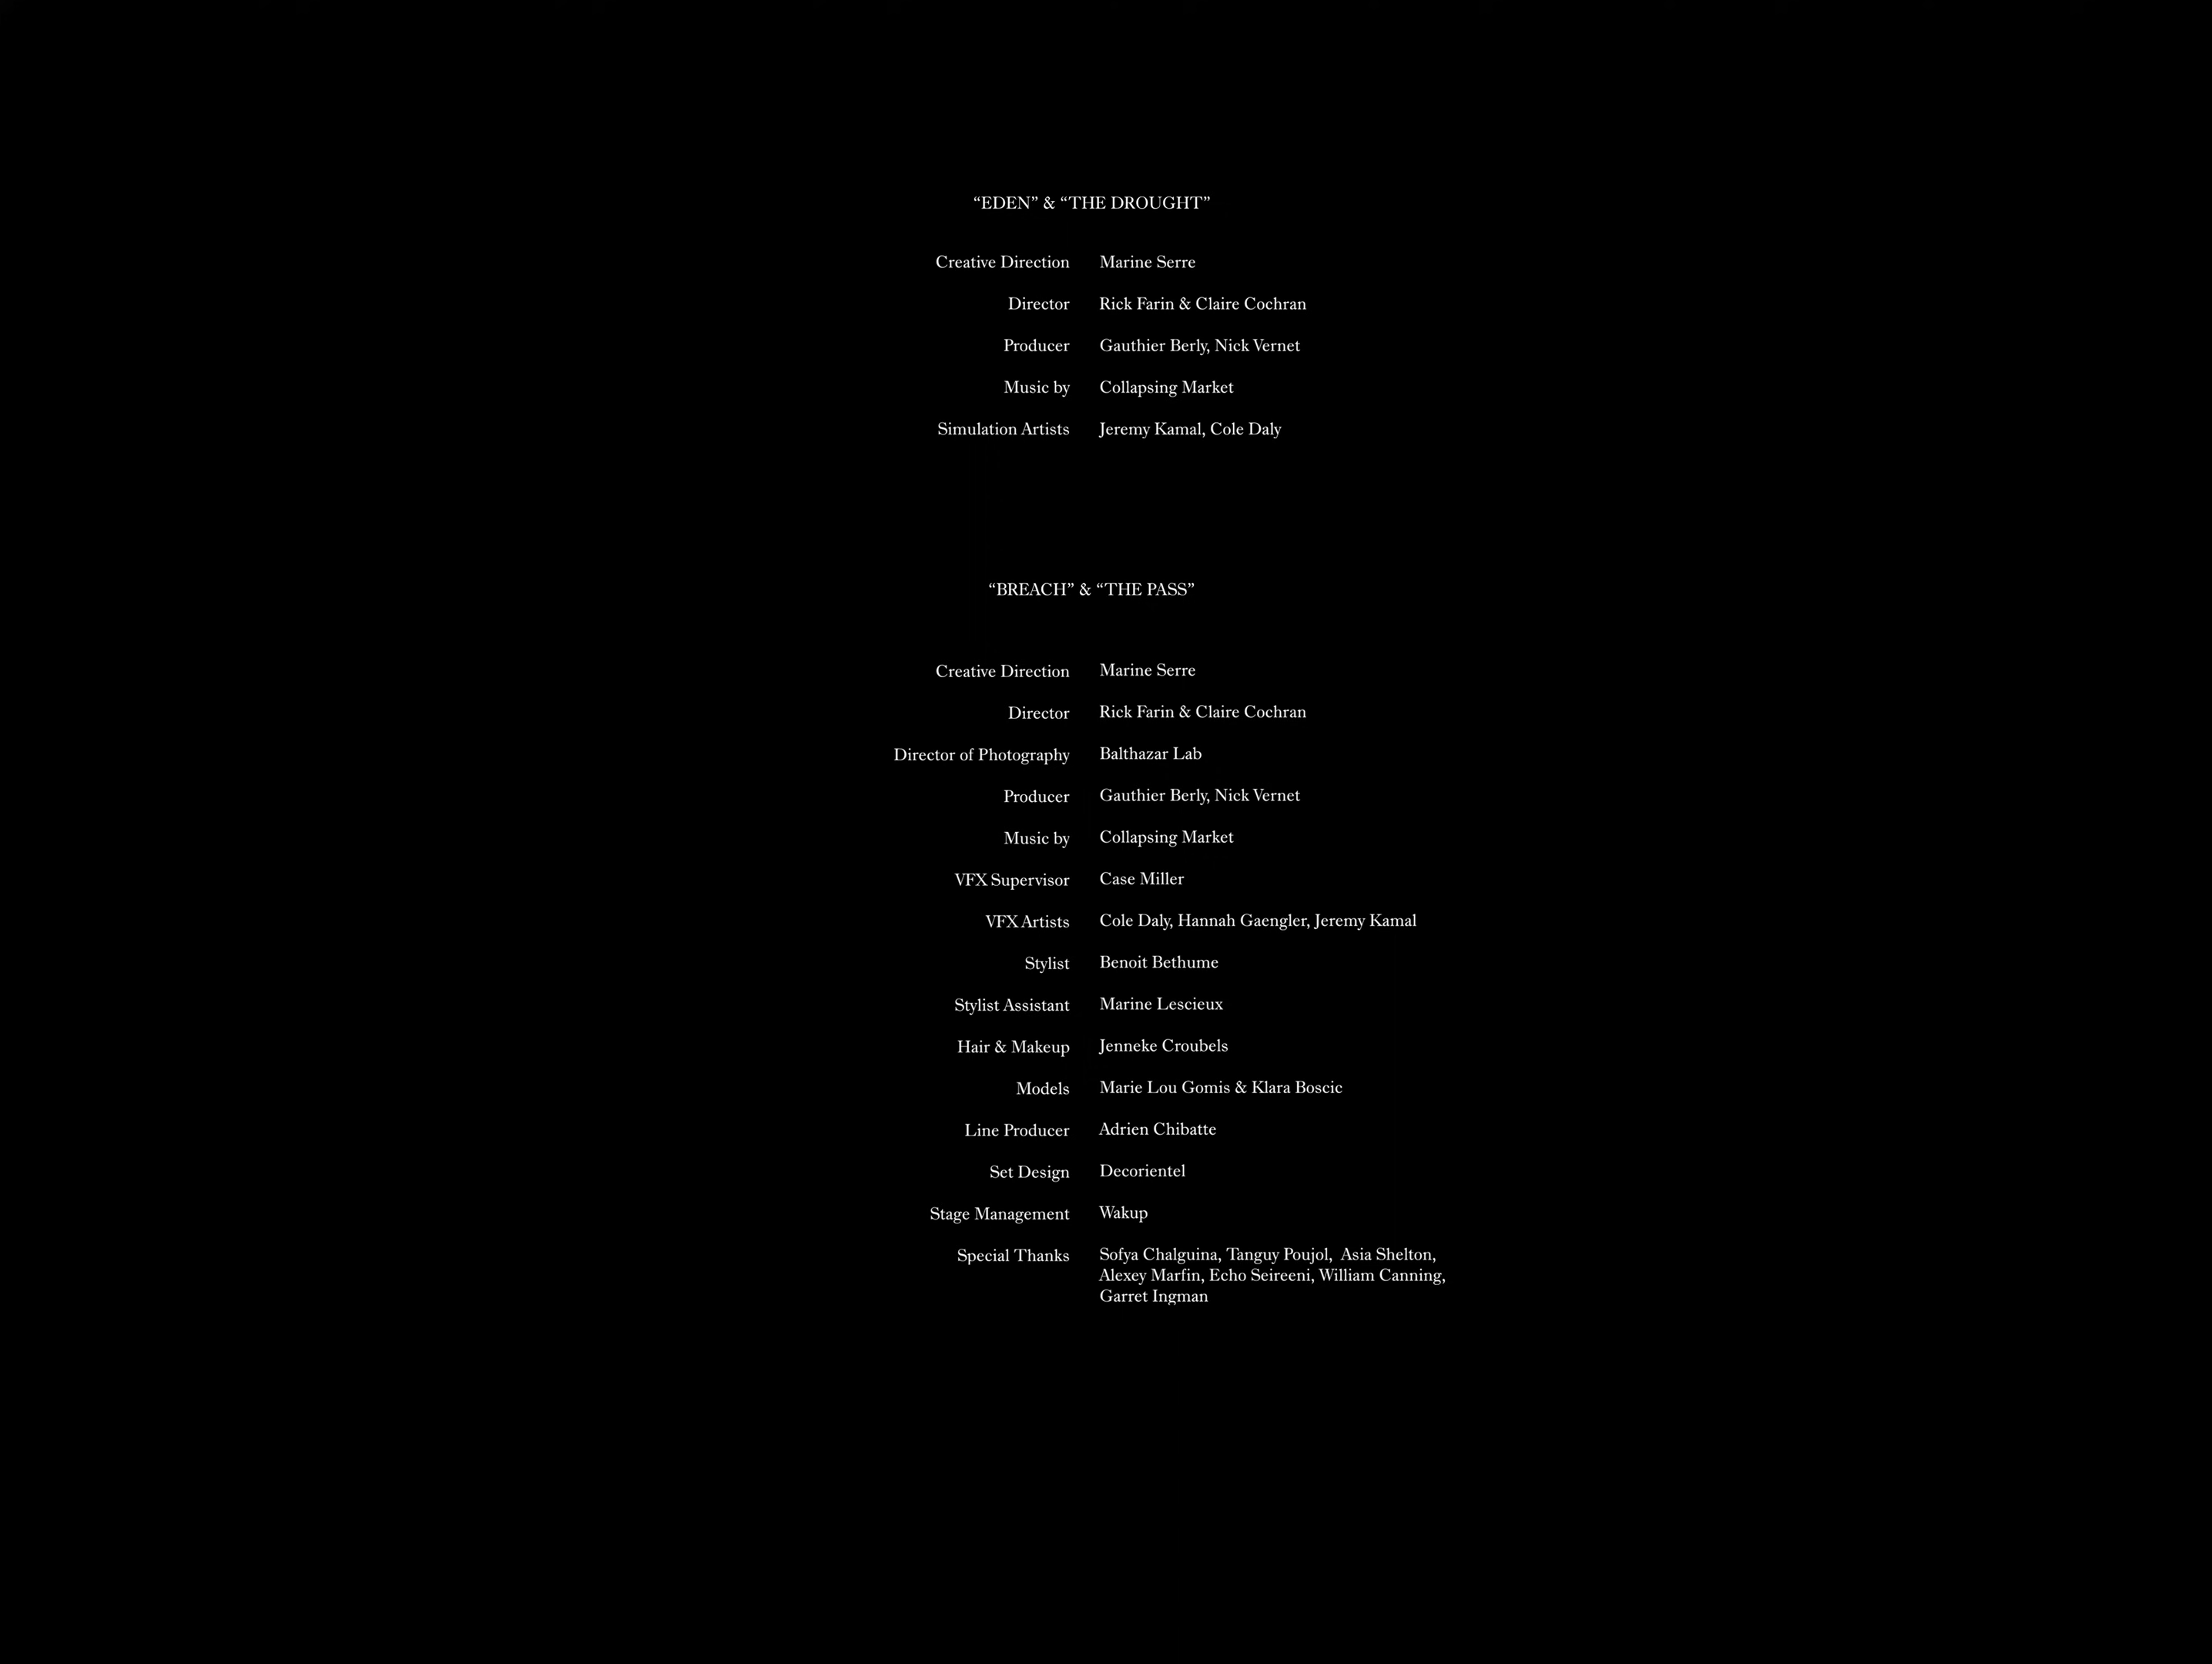 “EDEN” & “THE DROUGHT”
Creative Direction Marine Serre
Director Rick Farin & Claire Cochran
Producer Gauthier Berly, Nick Vernet
Music by Collapsing Market
Simulation Artists Jeremy Kamal, Cole Daly
“BREACH” & “THE PASS”
Creative Direction Marine Serre
Director Rick Farin & Claire Cochran
Director of Photography Balthazar Lab
Producer Gauthier Berly, Nick Vernet
Music by Collapsing Market
VFX Supervisor Case Miller
VFX Artists Cole Daly, Hannah Gaengler, Jeremy Kamal
Stylist Benoit Bethume
Stylist Assistant Marine Lescieux
Hair & Makeup Jenneke Croubels
Models Marie Lou Gomis & Klara Boscic
Line Producer Adrien Chibatte
Set Design Decorientel
Stage Management Wakup
Special Thanks Sofya Chalguina, Tanguy Poujol, Asia Shelton,
Alexey Marfin, Echo Seireeni, William Canning,
Garret Ingman